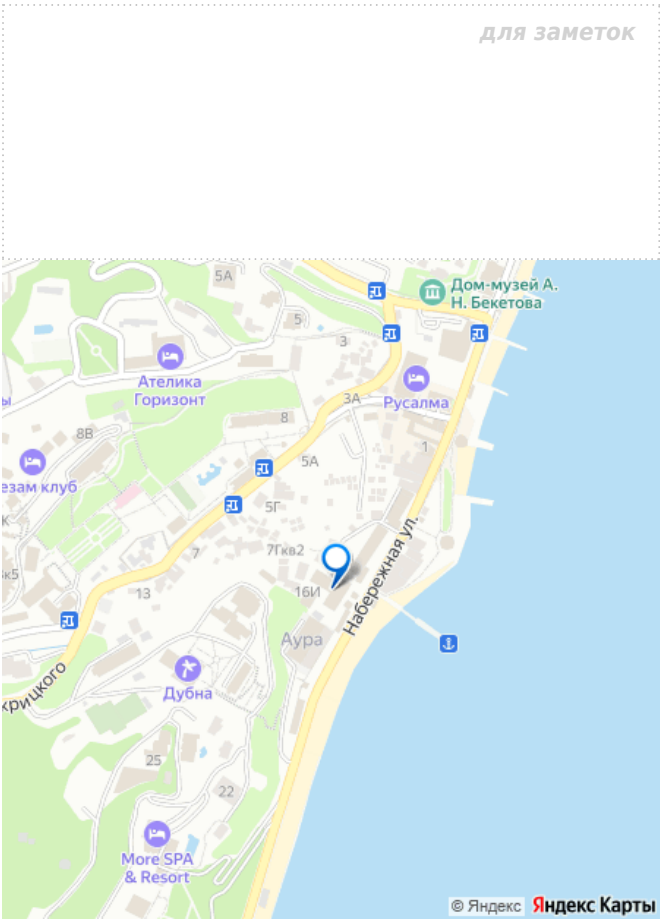 для заметок
5А
Дом-музей А.
Н. Бекетова
5
3
Ателика
Горизонт
ы
Русалма
3А
8
8В
1
5А
езам клуб
5Г
К
7Гкв2
7
Набережная ул.
к5
13
16И
Аура
крицкого
Дубна
25
22
More SPA
& Resort
© Яндекс Яндекс Карты